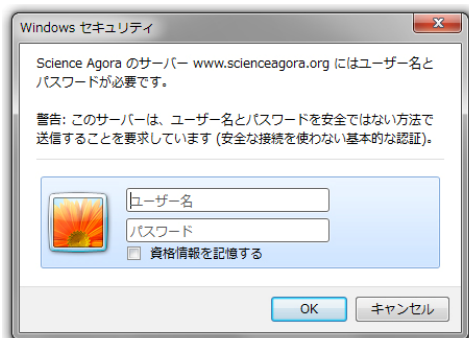 Windows セキュリティ
Science Agora のサーバー www.scienceagora.org にはユーザー名と
パスワードが必要です。
警告: このサーバーは、ユーザー名とパスワードを安全ではない方法で
送信することを要求しています (安全な接続を使わない基本的な認証)。
ユーザー名
パスワード
資格情報を記憶する
OK キャンセル